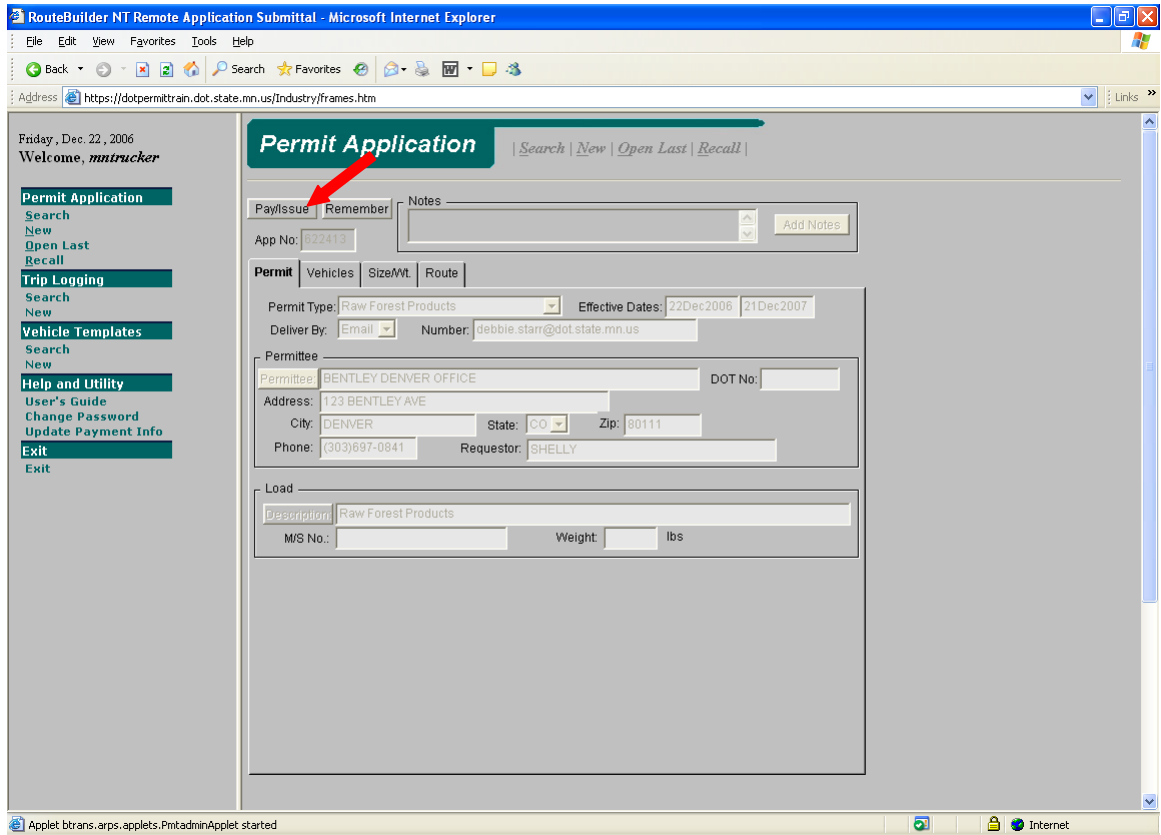 RouteBuilder NT Remote Application Submittal - Microsoft Internet Explorer
File Edit View Favorites Tools Help
Back Search Favorites
Address https://dotpermittrain.dot.state.mn.us/Industry/frames.htm Links »
Friday , Dec. 22 , 2006
Welcome, mntrucker
Permit Application
Search
New
Open Last
Recall
Trip Logging
Search
New
Vehicle Templates
Search
New
Help and Utility
User's Guide
Change Password
Update Payment Info
Exit
Exit
Permit Application | Search | New | Open Last | Recall |
Pay/Issue Remember Notes
Add Notes
App No: 622413
Permit Vehicles Size/Wt. Route
Permit Type: Raw Forest Products Effective Dates: 22Dec2006 21Dec2007
Deliver By: Email Number: debbie.starr@dot.state.mn.us
Permittee
Permittee: BENTLEY DENVER OFFICE DOT No:
Address: 123 BENTLEY AVE
City: DENVER State: CO Zip: 80111
Phone: (303)697-0841 Requestor: SHELLY
Load
Description: Raw Forest Products
M/S No.: Weight: lbs
Applet btrans.arps.applets.PmtadminApplet started Internet